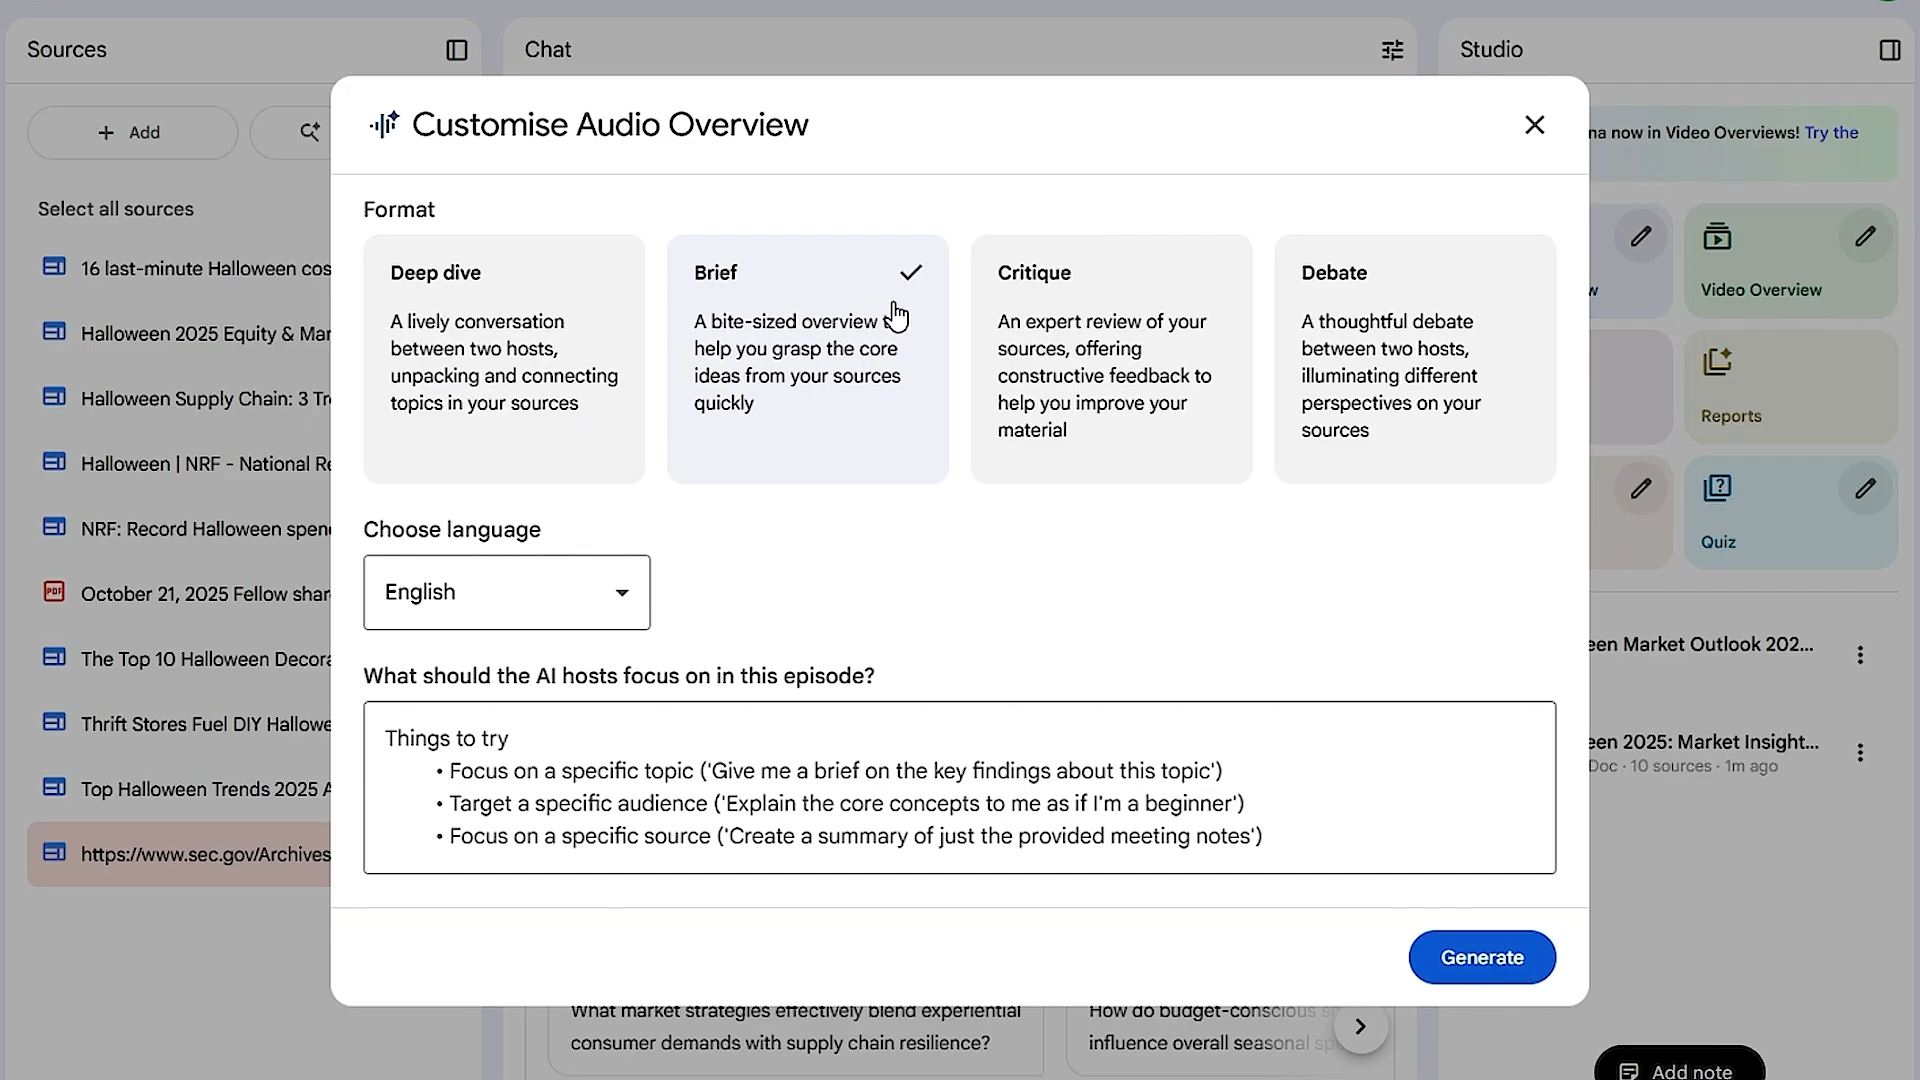 Sources
Chat
Studio
Customise Audio Overview
Add
Select all sources
16 last-minute Halloween cos
Halloween 2025 Equity & Mar
Halloween Supply Chain: 3 Tr
Halloween | NRF - National Re
NRF: Record Halloween spen
PDF
October 21, 2025 Fellow shar
The Top 10 Halloween Decora
Thrift Stores Fuel DIY Hallowe
Top Halloween Trends 2025 A
https://www.sec.gov/Archives
Format
Deep dive
A lively conversation
between two hosts,
unpacking and connecting
topics in your sources
Brief
A bite-sized overview
help you grasp the core
ideas from your sources
quickly
Critique
An expert review of your
sources, offering
constructive feedback to
help you improve your
material
Debate
A thoughtful debate
between two hosts,
illuminating different
perspectives on your
sources
Choose language
English
What should the AI hosts focus on in this episode?
Things to try
• Focus on a specific topic ('Give me a brief on the key findings about this topic')
• Target a specific audience ('Explain the core concepts to me as if I'm a beginner')
• Focus on a specific source ('Create a summary of just the provided meeting notes')
Generate
What market strategies effectively blend experiential
consumer demands with supply chain resilience?
How do budget-conscious s
influence overall seasonal sp
na now in Video Overviews! Try the
w
Video Overview
Reports
Quiz
een Market Outlook 202...
een 2025: Market Insight...
Doc · 10 sources · 1m ago
Add note